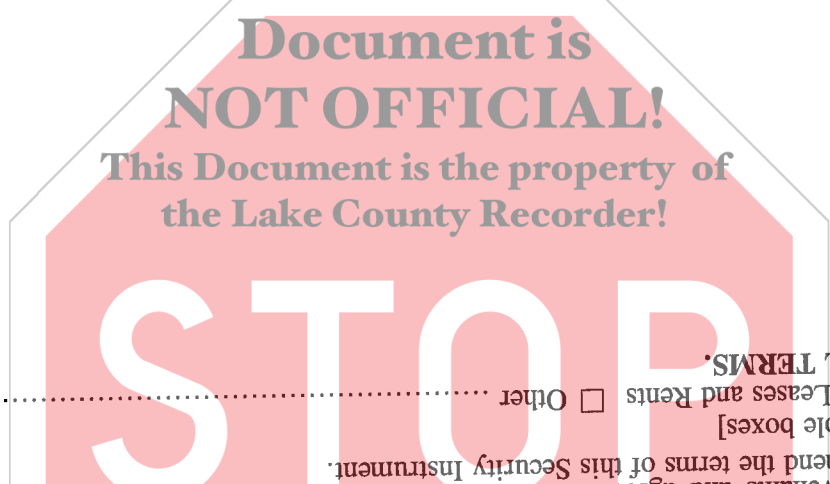 Document is
NOT OFFICIAL!
This Document is the property of
the Lake County Recorder!
STOP
end the terms of this Security Instrument.
ble boxes]
Leases and Rents ☐ Other ................................................
TERMS.